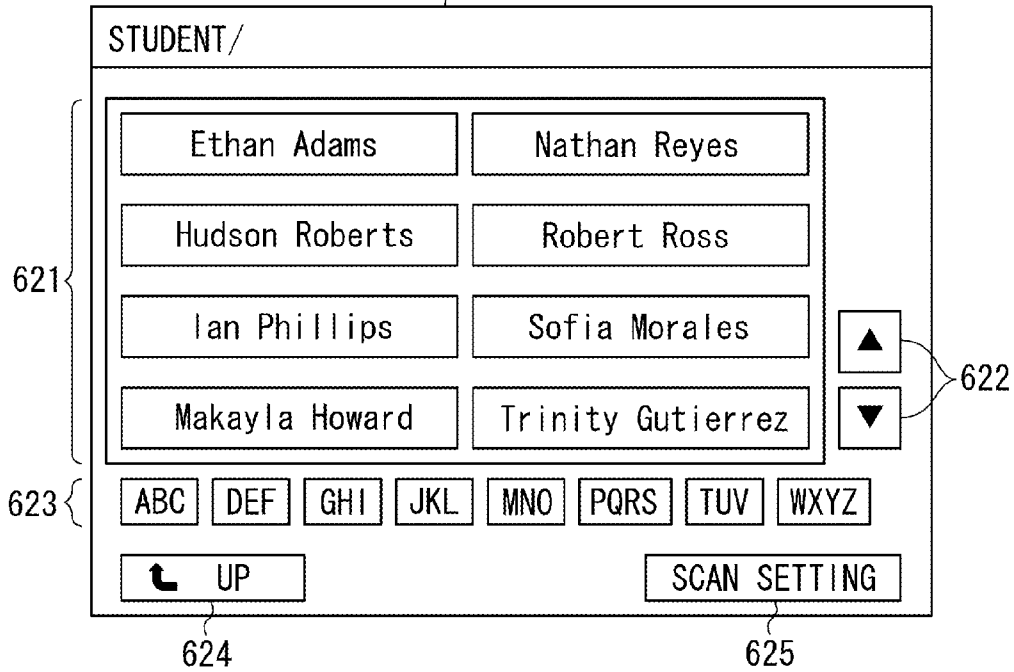 STUDENT/
Ethan Adams Nathan Reyes
Hudson Roberts Robert Ross
621
Ian Phillips Sofia Morales
▲
622
Makayla Howard Trinity Gutierrez
▼
623 ABC DEF GHI JKL MNO PQRS TUV WXYZ
UP SCAN SETTING
624 625